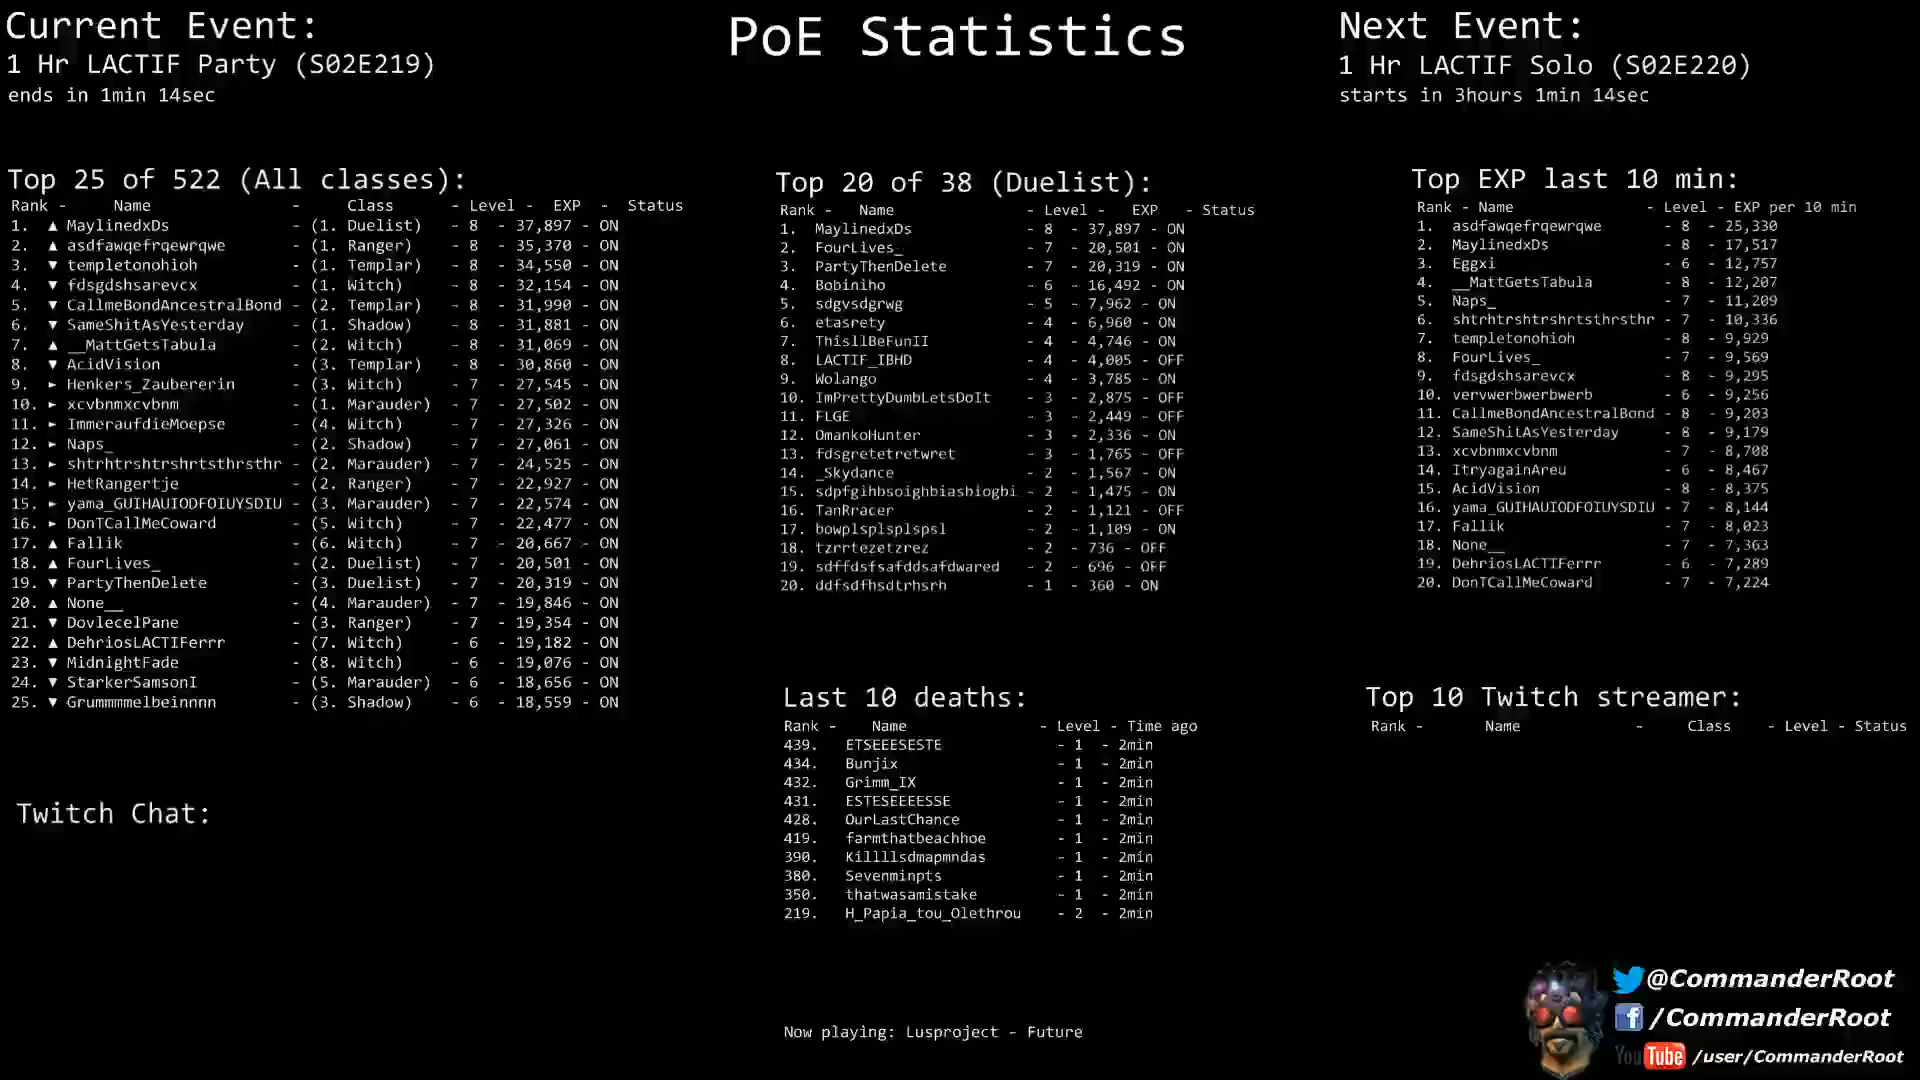 Current Event:
1 Hr LACTIF Party (S02E219)
ends in 1min 14sec
PoE Statistics
Next Event:
1 Hr LACTIF Solo (S02E220)
starts in 3hours 1min 14sec
Top 25 of 522 (All classes):
Rank - Name - Class - Level - EXP - Status
1. ▲ MaylinedxDs - (1. Duelist) - 8 - 37,897 - ON
2. ▲ asdfawqefrqewrqwe - (1. Ranger) - 8 - 35,370 - ON
3. ▼ templetonohioh - (1. Templar) - 8 - 34,550 - ON
4. ▼ fdsgdshsarevcx - (1. Witch) - 8 - 32,154 - ON
5. ▼ CallmeBondAncestralBond - (2. Templar) - 8 - 31,990 - ON
6. ▼ SameShitAsYesterday - (1. Shadow) - 8 - 31,881 - ON
7. ▲ __MattGetsTabula - (2. Witch) - 8 - 31,069 - ON
8. ▼ AcidVision - (3. Templar) - 8 - 30,860 - ON
9. ► Henkers_Zaubererin - (3. Witch) - 7 - 27,545 - ON
10. ► xcvbnmxcvbnm - (1. Marauder) - 7 - 27,502 - ON
11. ► ImmeraufdieMoepse - (4. Witch) - 7 - 27,326 - ON
12. ► Naps_ - (2. Shadow) - 7 - 27,061 - ON
13. ► shtrhtrshtrshrtsthrsthr - (2. Marauder) - 7 - 24,525 - ON
14. ► HetRangertje - (2. Ranger) - 7 - 22,927 - ON
15. ► yama_GUIHAUIODFOIUYSDIU - (3. Marauder) - 7 - 22,574 - ON
16. ► DonTCallMeCoward - (5. Witch) - 7 - 22,477 - ON
17. ▲ Fallik - (6. Witch) - 7 - 20,667 - ON
18. ▲ FourLives_ - (2. Duelist) - 7 - 20,501 - ON
19. ▼ PartyThenDelete - (3. Duelist) - 7 - 20,319 - ON
20. ▲ None__ - (4. Marauder) - 7 - 19,846 - ON
21. ▼ DovlecelPane - (3. Ranger) - 7 - 19,354 - ON
22. ▲ DehriosLACTIFerrr - (7. Witch) - 6 - 19,182 - ON
23. ▼ MidnightFade - (8. Witch) - 6 - 19,076 - ON
24. ▼ StarkerSamsonI - (5. Marauder) - 6 - 18,656 - ON
25. ▼ Grummmmelbeinnnn - (3. Shadow) - 6 - 18,559 - ON
Top 20 of 38 (Duelist):
Rank - Name - Level - EXP - Status
1. MaylinedxDs - 8 - 37,897 - ON
2. FourLives_ - 7 - 20,501 - ON
3. PartyThenDelete - 7 - 20,319 - ON
4. Bobiniho - 6 - 16,492 - ON
5. sdgvsdgrwg - 5 - 7,962 - ON
6. etasrety - 4 - 6,960 - ON
7. ThisllBeFunII - 4 - 4,746 - ON
8. LACTIF_IBHD - 4 - 4,005 - OFF
9. Wolango - 4 - 3,785 - ON
10. ImPrettyDumbLetsDoIt - 3 - 2,875 - OFF
11. FLGE - 3 - 2,449 - OFF
12. OmankoHunter - 3 - 2,336 - ON
13. fdsgretetretwret - 3 - 1,765 - OFF
14. _Skydance - 2 - 1,567 - ON
15. sdpfgihbsoighbiasbiogbi - 2 - 1,475 - ON
16. TanRracer - 2 - 1,121 - OFF
17. bowplsplsplspsl - 2 - 1,109 - ON
18. tzrrtezetzrez - 2 - 736 - OFF
19. sdffdsfsafddsafdwared - 2 - 696 - OFF
20. ddfsdfhsdtrhsrh - 1 - 360 - ON
Top EXP last 10 min:
Rank - Name - Level - EXP per 10 min
1. asdfawqefrqewrqwe - 8 - 25,330
2. MaylinedxDs - 8 - 17,517
3. Eggxi - 6 - 12,757
4. __MattGetsTabula - 8 - 12,207
5. Naps_ - 7 - 11,209
6. shtrhtrshtrshrtsthrsthr - 7 - 10,336
7. templetonohioh - 8 - 9,929
8. FourLives_ - 7 - 9,569
9. fdsgdshsarevcx - 8 - 9,295
10. vervwerbwerbwerb - 6 - 9,256
11. CallmeBondAncestralBond - 8 - 9,203
12. SameShitAsYesterday - 8 - 9,179
13. xcvbnmxcvbnm - 7 - 8,708
14. ItryagainAreu - 6 - 8,467
15. AcidVision - 8 - 8,375
16. yama_GUIHAUIODFOIUYSDIU - 7 - 8,144
17. Fallik - 7 - 8,023
18. None__ - 7 - 7,363
19. DehriosLACTIFerrr - 6 - 7,289
20. DonTCallMeCoward - 7 - 7,224
Last 10 deaths:
Rank - Name - Level - Time ago
439. ETSEEESESTE - 1 - 2min
434. Bunjix - 1 - 2min
432. Grimm_IX - 1 - 2min
431. ESTESEEEESSE - 1 - 2min
428. OurLastChance - 1 - 2min
419. farmthatbeachhoe - 1 - 2min
390. Killllsdmapmndas - 1 - 2min
380. Sevenminpts - 1 - 2min
350. thatwasamistake - 1 - 2min
219. H_Papia_tou_Olethrou - 2 - 2min
Top 10 Twitch streamer:
Rank - Name - Class - Level - Status
Twitch Chat:
Now playing: Lusproject - Future
@CommanderRoot
f /CommanderRoot
YouTube /user/CommanderRoot